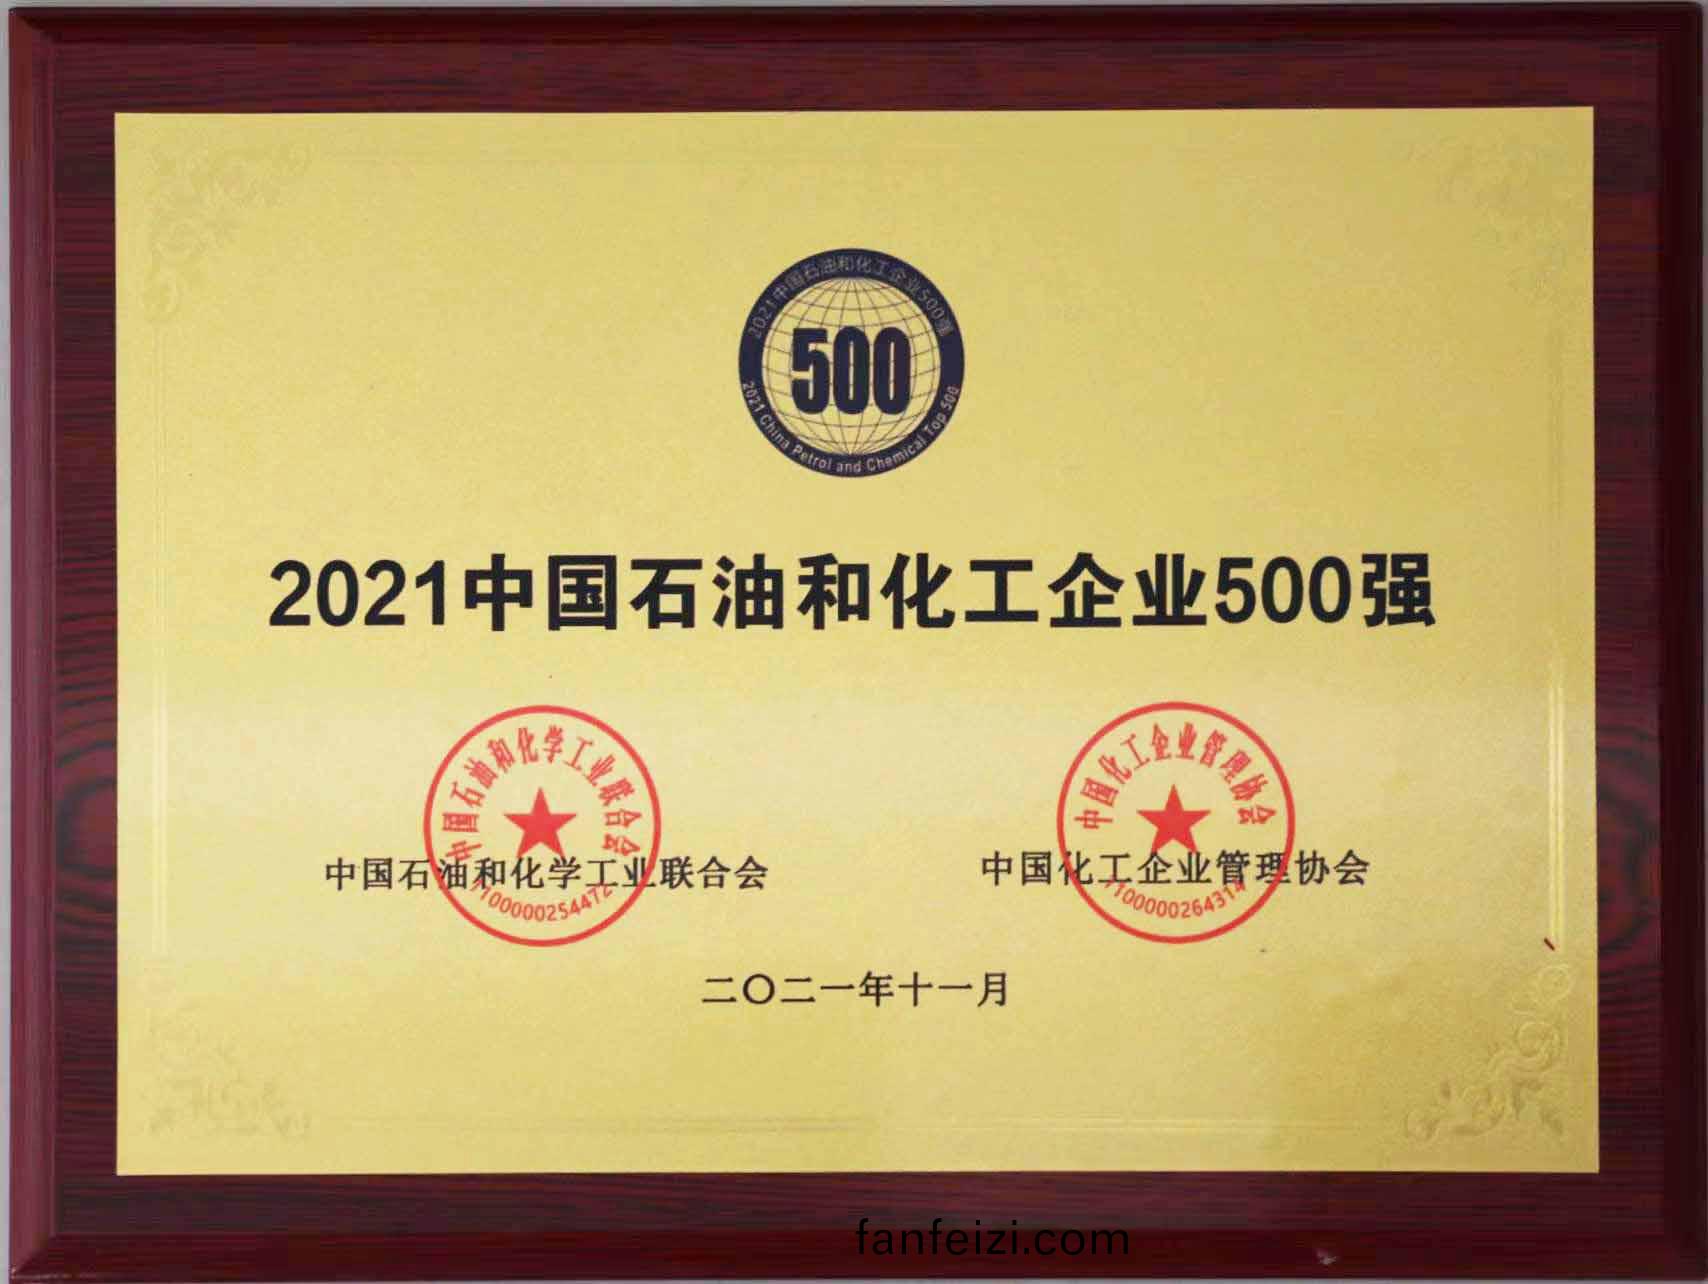 2021中国石油和化工企业500强
500
2021 China Petrol and Chemical Top 500
2021中国石油和化工企业500强
中国石油和化学工业联合会
1100000254472
中国化工企业管理协会
1100000264314
中国石油和化学工业联合会
中国化工企业管理协会
二〇二一年十一月
fanfeizi.com